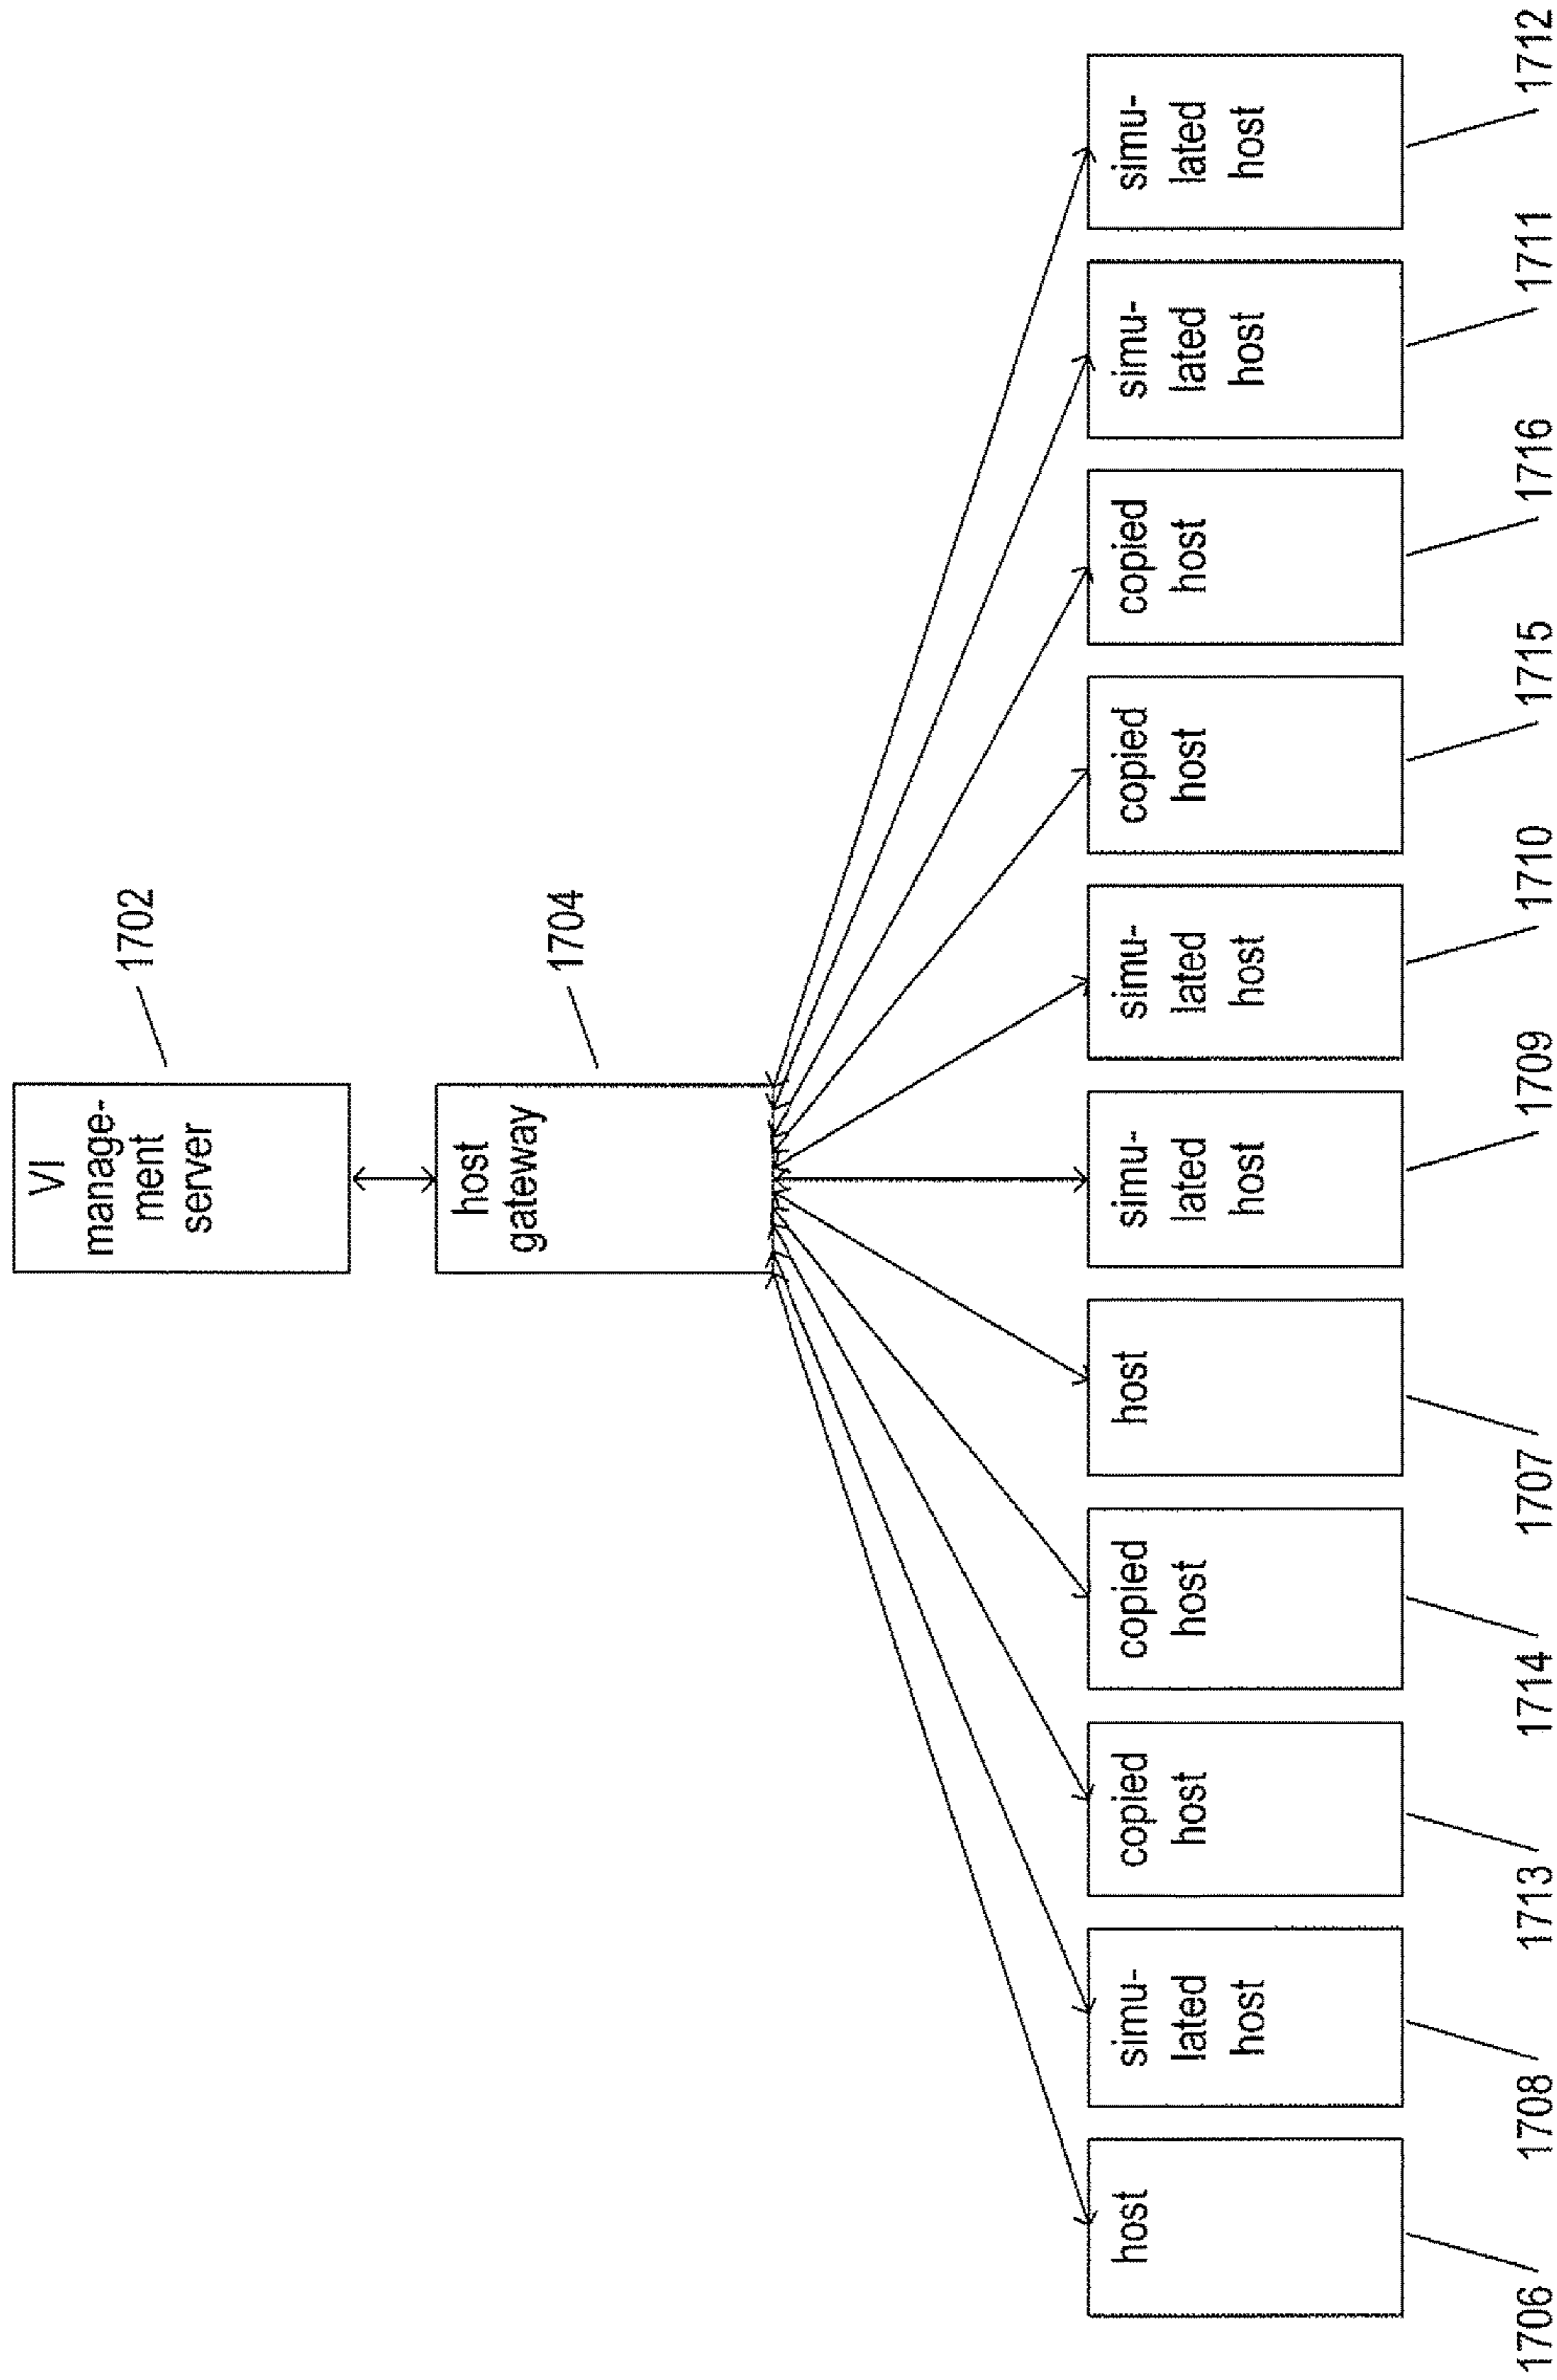 VI
manage-
ment
server
1702
host
gateway
1704
host
1706
simu-
lated
host
1708
copied
host
1713
copied
host
1714
host
1707
simu-
lated
host
1709
simu-
lated
host
1710
copied
host
1715
copied
host
1716
simu-
lated
host
1711
simu-
lated
host
1712